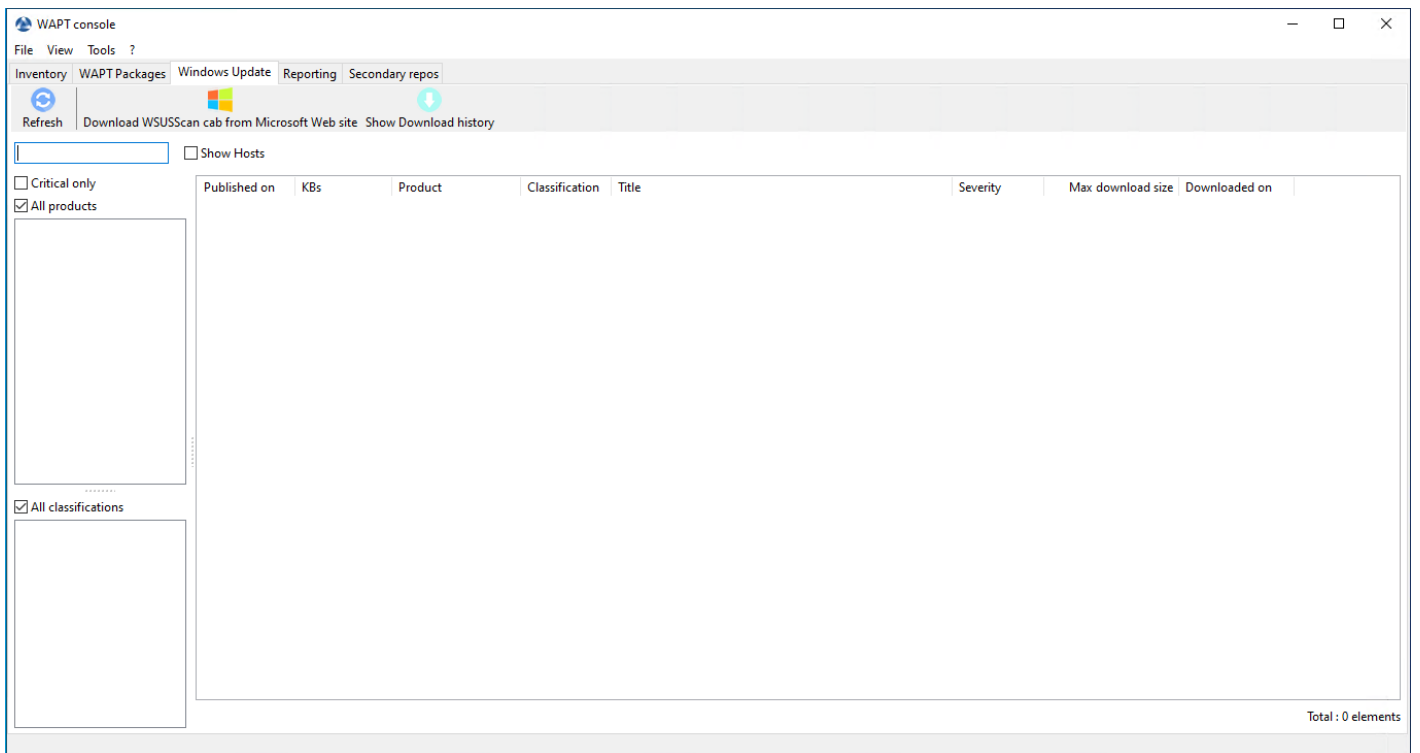 WAPT console
File View Tools ?
Inventory WAPT Packages Windows Update Reporting Secondary repos
Refresh Download WSUSScan cab from Microsoft Web site Show Download history
Show Hosts
Critical only
All products
Published on KBs Product Classification Title Severity Max download size Downloaded on
All classifications
Total : 0 elements